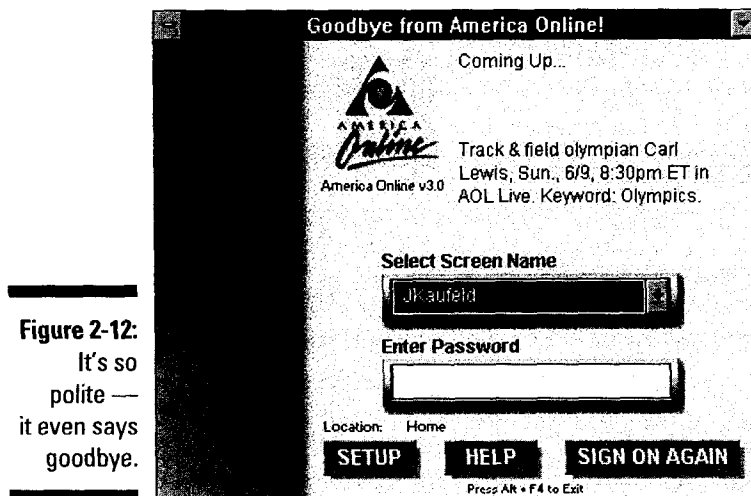 Goodbye from America Online!
Coming Up...
AMERICA
Online
America Online v3.0
Track & field olympian Carl
Lewis, Sun., 6/9, 8:30pm ET in
AOL Live. Keyword: Olympics.
Select Screen Name
JKaufeld
Enter Password
Location: Home
SETUP
HELP
SIGN ON AGAIN
Press Alt + F4 to Exit
Figure 2-12:
It's so
polite —
it even says
goodbye.